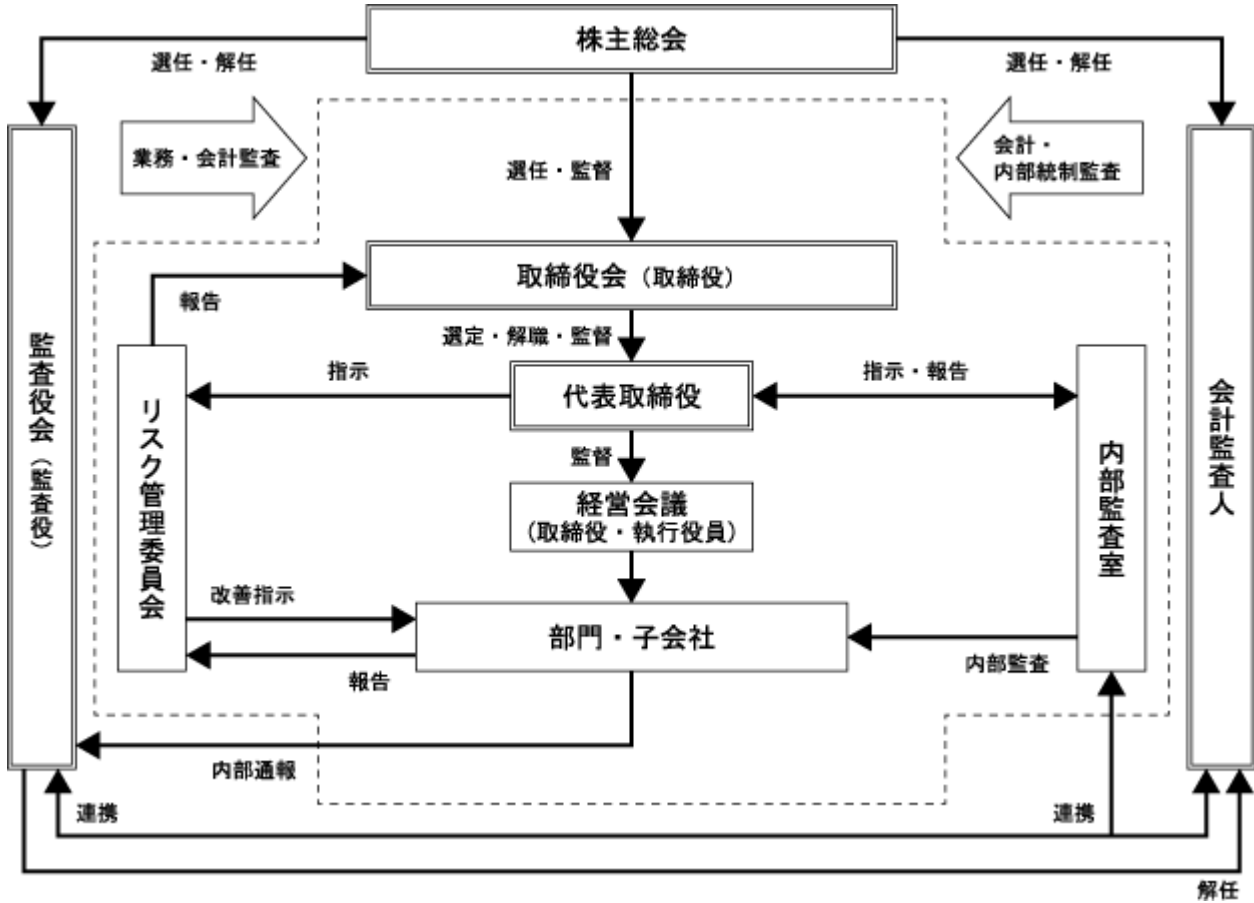 株主総会
選任・解任
選任・解任
業務・会計監査
会計・
内部統制監査
選任・監督
取締役会（取締役）
報告
選定・解職・監督
指示
代表取締役
指示・報告
監査役会（監査役）
リスク管理委員会
監督
経営会議
（取締役・執行役員）
内部監査室
会計監査人
改善指示
部門・子会社
報告
内部監査
内部通報
連携
連携
解任